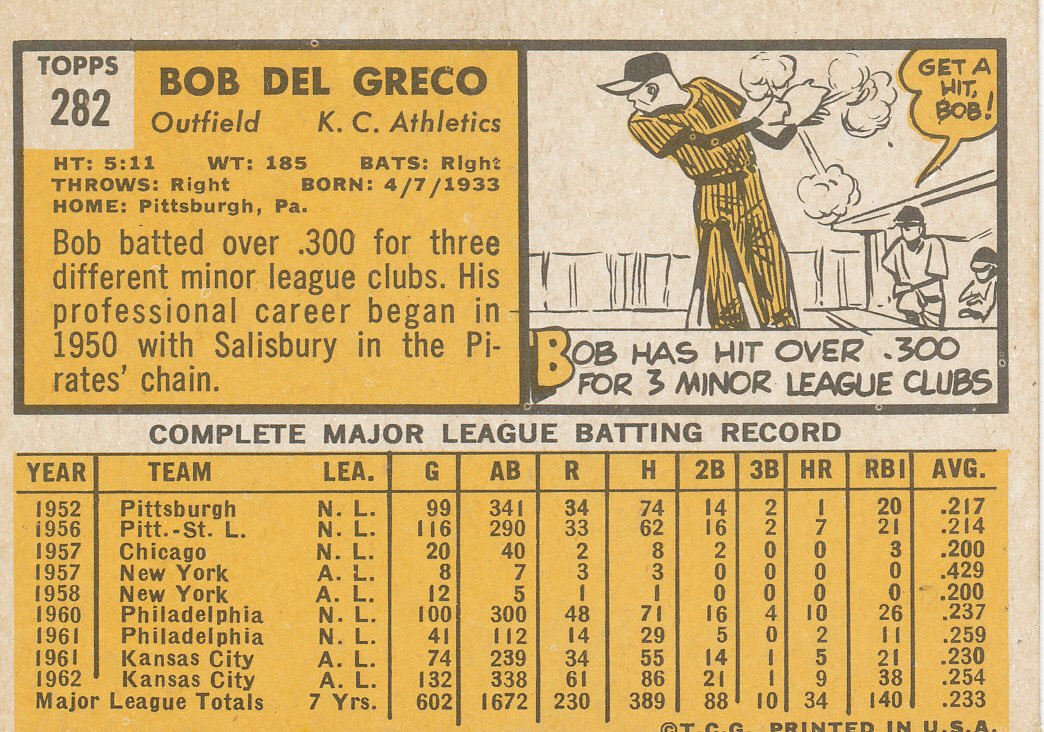 TOPPS
282
BOB DEL GRECO
Outfield K. C. Athletics
HT: 5:11 WT: 185 BATS: Right
THROWS: Right BORN: 4/7/1933
HOME: Pittsburgh, Pa.
Bob batted over .300 for three
different minor league clubs. His
professional career began in
1950 with Salisbury in the Pi-
rates' chain.
GET A
HIT,
BOB!
BOB HAS HIT OVER .300
FOR 3 MINOR LEAGUE CLUBS
COMPLETE MAJOR LEAGUE BATTING RECORD
YEAR TEAM LEA. G AB R H 2B 3B HR RBI AVG.
1952 Pittsburgh N. L. 99 341 34 74 14 2 1 20 .217
1956 Pitt.-St. L. N. L. 116 290 33 62 16 2 7 21 .214
1957 Chicago N. L. 20 40 2 8 2 0 0 3 .200
1957 New York A. L. 8 7 3 3 0 0 0 0 .429
1958 New York A. L. 12 5 1 1 0 0 0 0 .200
1960 Philadelphia N. L. 100 300 48 71 16 4 10 26 .237
1961 Philadelphia N. L. 41 112 14 29 5 0 2 11 .259
1961 Kansas City A. L. 74 239 34 55 14 1 5 21 .230
1962 Kansas City A. L. 132 338 61 86 21 1 9 38 .254
Major League Totals 7 Yrs. 602 1672 230 389 88 10 34 140 .233
©T.C.G. PRINTED IN U.S.A.